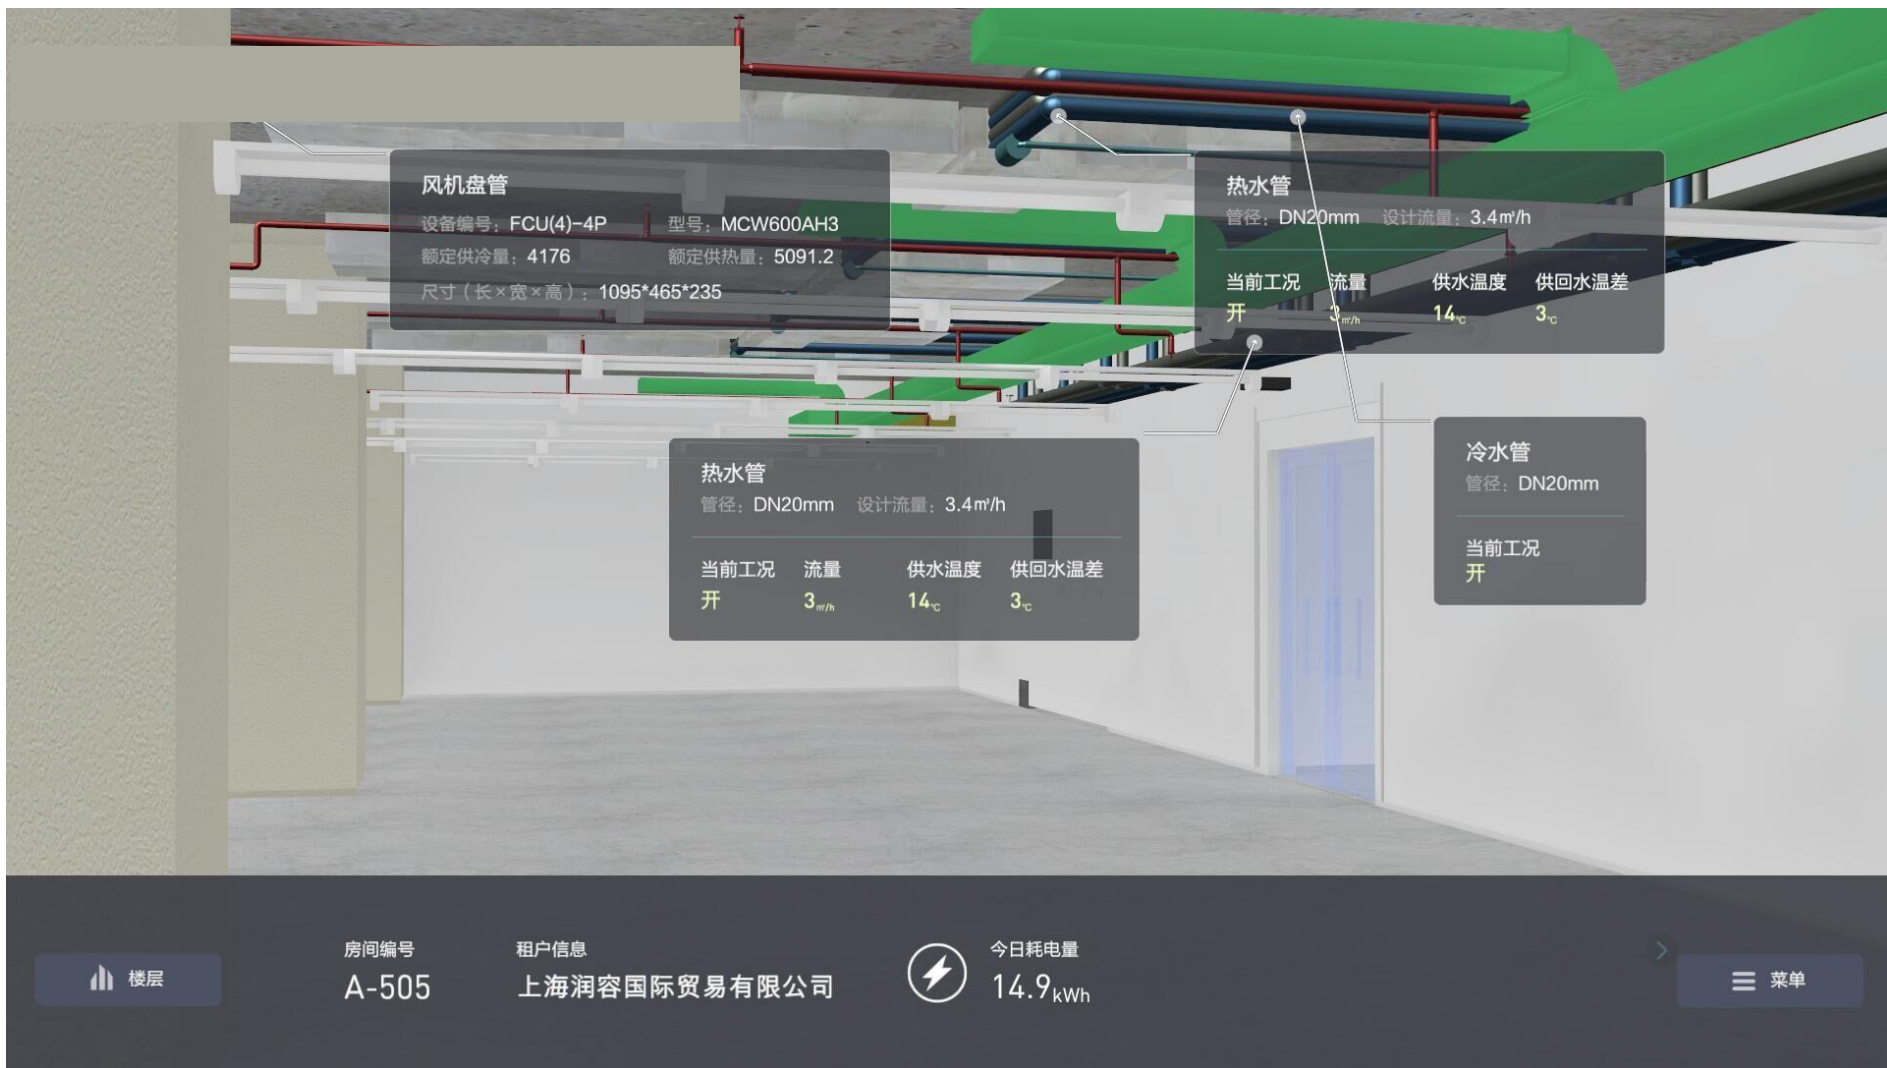 风机盘管
设备编号：FCU(4)-4P 型号：MCW600AH3
额定供冷量：4176 额定供热量：5091.2
尺寸（长×宽×高）：1095*465*235
热水管
管径：DN20mm 设计流量：3.4㎥/h
当前工况 流量 供水温度 供回水温差
开 3㎥/h 14℃ 3℃
热水管
管径：DN20mm 设计流量：3.4㎥/h
当前工况 流量 供水温度 供回水温差
开 3㎥/h 14℃ 3℃
冷水管
管径：DN20mm
当前工况
开
楼层
房间编号
A-505
租户信息
上海润容国际贸易有限公司
今日耗电量
14.9kWh
菜单